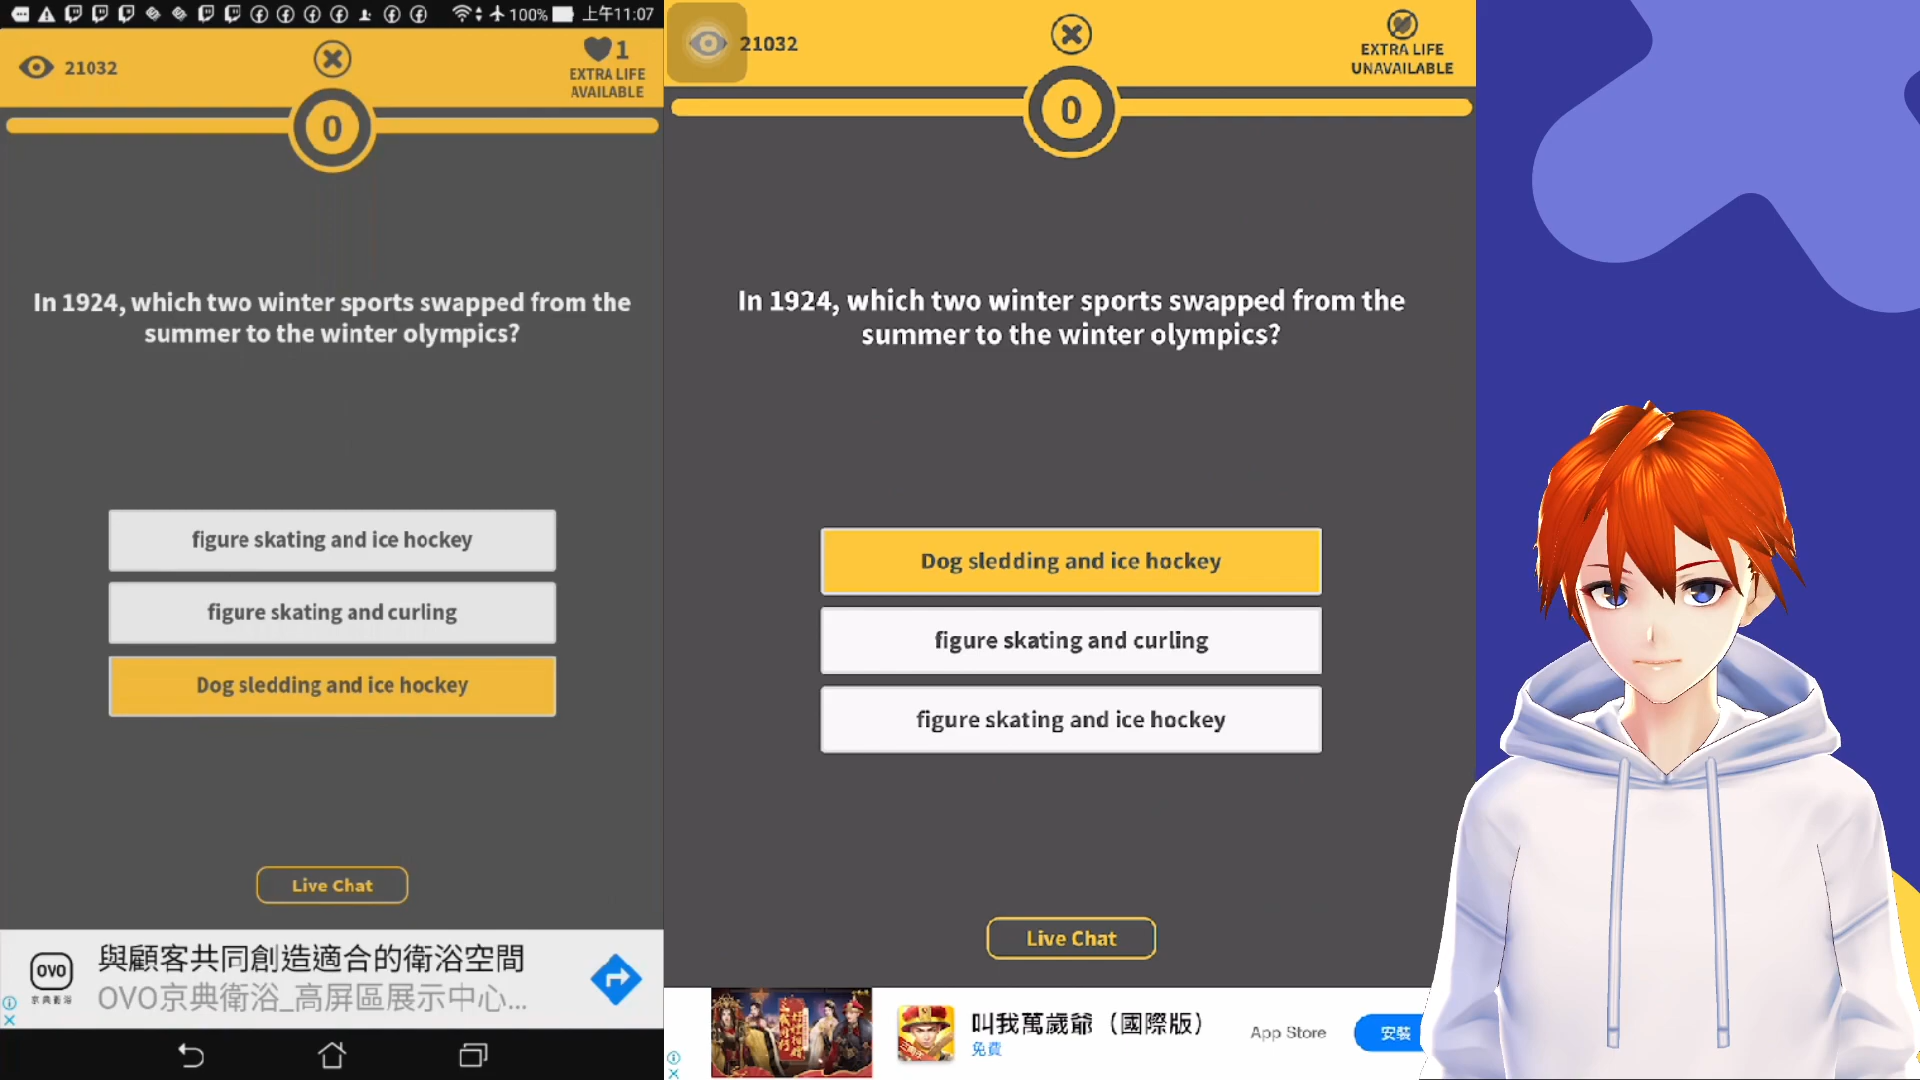 100% 上午11:07
21032
1
EXTRA LIFE
AVAILABLE
0
In 1924, which two winter sports swapped from the
summer to the winter olympics?
figure skating and ice hockey
figure skating and curling
Dog sledding and ice hockey
Live Chat
OVO
京典衛浴
與顧客共同創造適合的衛浴空間
OVO京典衛浴_高屏區展示中心...
21032
EXTRA LIFE
UNAVAILABLE
0
In 1924, which two winter sports swapped from the
summer to the winter olympics?
Dog sledding and ice hockey
figure skating and curling
figure skating and ice hockey
Live Chat
叫我萬歲爺（國際版）
免費
App Store
安裝